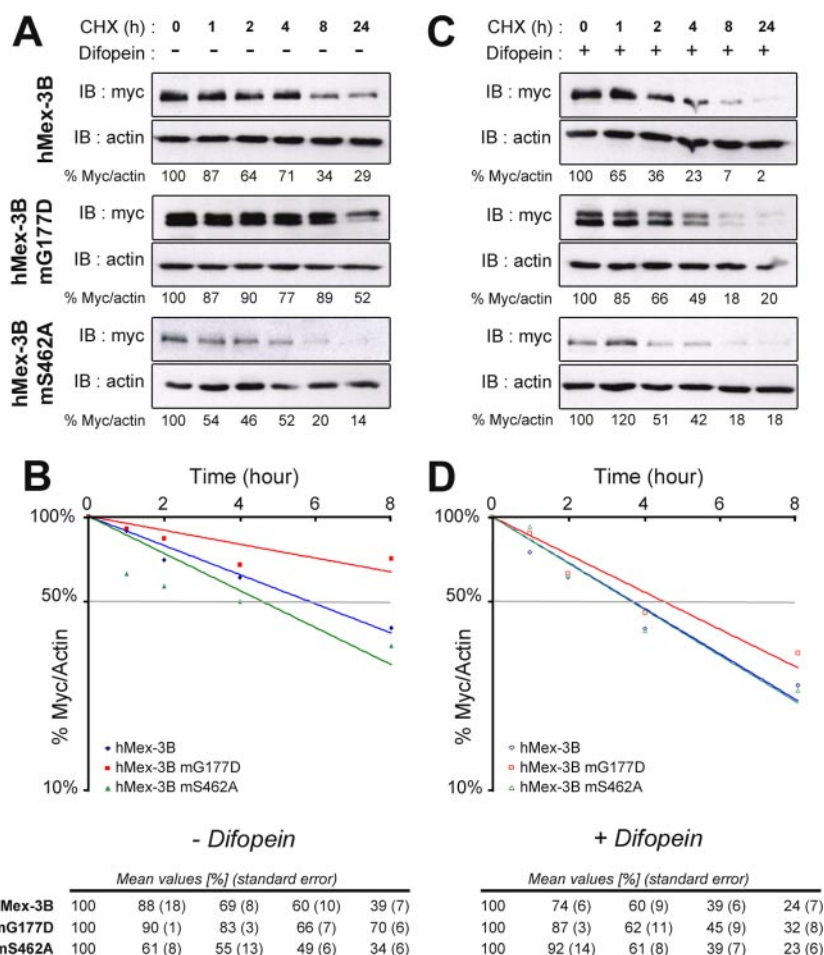 A
CHX (h) : 0 1 2 4 8 24
Difopein : - - - - - -
hMex-3B
IB : myc
IB : actin
% Myc/actin 100 87 64 71 34 29
hMex-3B mG177D
IB : myc
IB : actin
% Myc/actin 100 87 90 77 89 52
hMex-3B mS462A
IB : myc
IB : actin
% Myc/actin 100 54 46 52 20 14
C
CHX (h) : 0 1 2 4 8 24
Difopein : + + + + + +
IB : myc
IB : actin
% Myc/actin 100 65 36 23 7 2
IB : myc
IB : actin
% Myc/actin 100 85 66 49 18 20
IB : myc
IB : actin
% Myc/actin 100 120 51 42 18 18
B
Time (hour)
0 2 4 6 8
100%
50%
10%
% Myc/Actin
hMex-3B
hMex-3B mG177D
hMex-3B mS462A
- Difopein
Mean values [%] (standard error)
Mex-3B 100 88 (18) 69 (8) 60 (10) 39 (7)
mG177D 100 90 (1) 83 (3) 66 (7) 70 (6)
mS462A 100 61 (8) 55 (13) 49 (6) 34 (6)
D
Time (hour)
0 2 4 6 8
100%
50%
10%
% Myc/Actin
hMex-3B
hMex-3B mG177D
hMex-3B mS462A
+ Difopein
Mean values [%] (standard error)
100 74 (6) 60 (9) 39 (6) 24 (7)
100 87 (3) 62 (11) 45 (9) 32 (8)
100 92 (14) 61 (8) 39 (7) 23 (6)